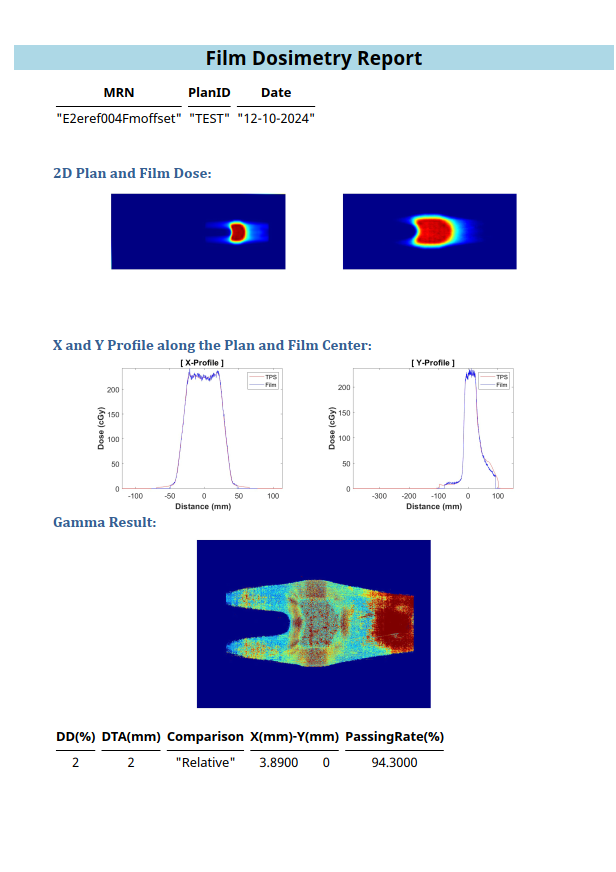 Film Dosimetry Report
MRN PlanID Date
"E2eref004Fmoffset" "TEST" "12-10-2024"
2D Plan and Film Dose:
X and Y Profile along the Plan and Film Center:
[ X-Profile ]
TPS
Film
Dose (cGy)
200
150
100
50
0
-100 -50 0 50 100
Distance (mm)
[ Y-Profile ]
TPS
Film
Dose (cGy)
200
150
100
50
0
-300 -200 -100 0 100
Distance (mm)
Gamma Result:
DD(%) DTA(mm) Comparison X(mm)-Y(mm) PassingRate(%)
2 2 "Relative" 3.8900 0 94.3000